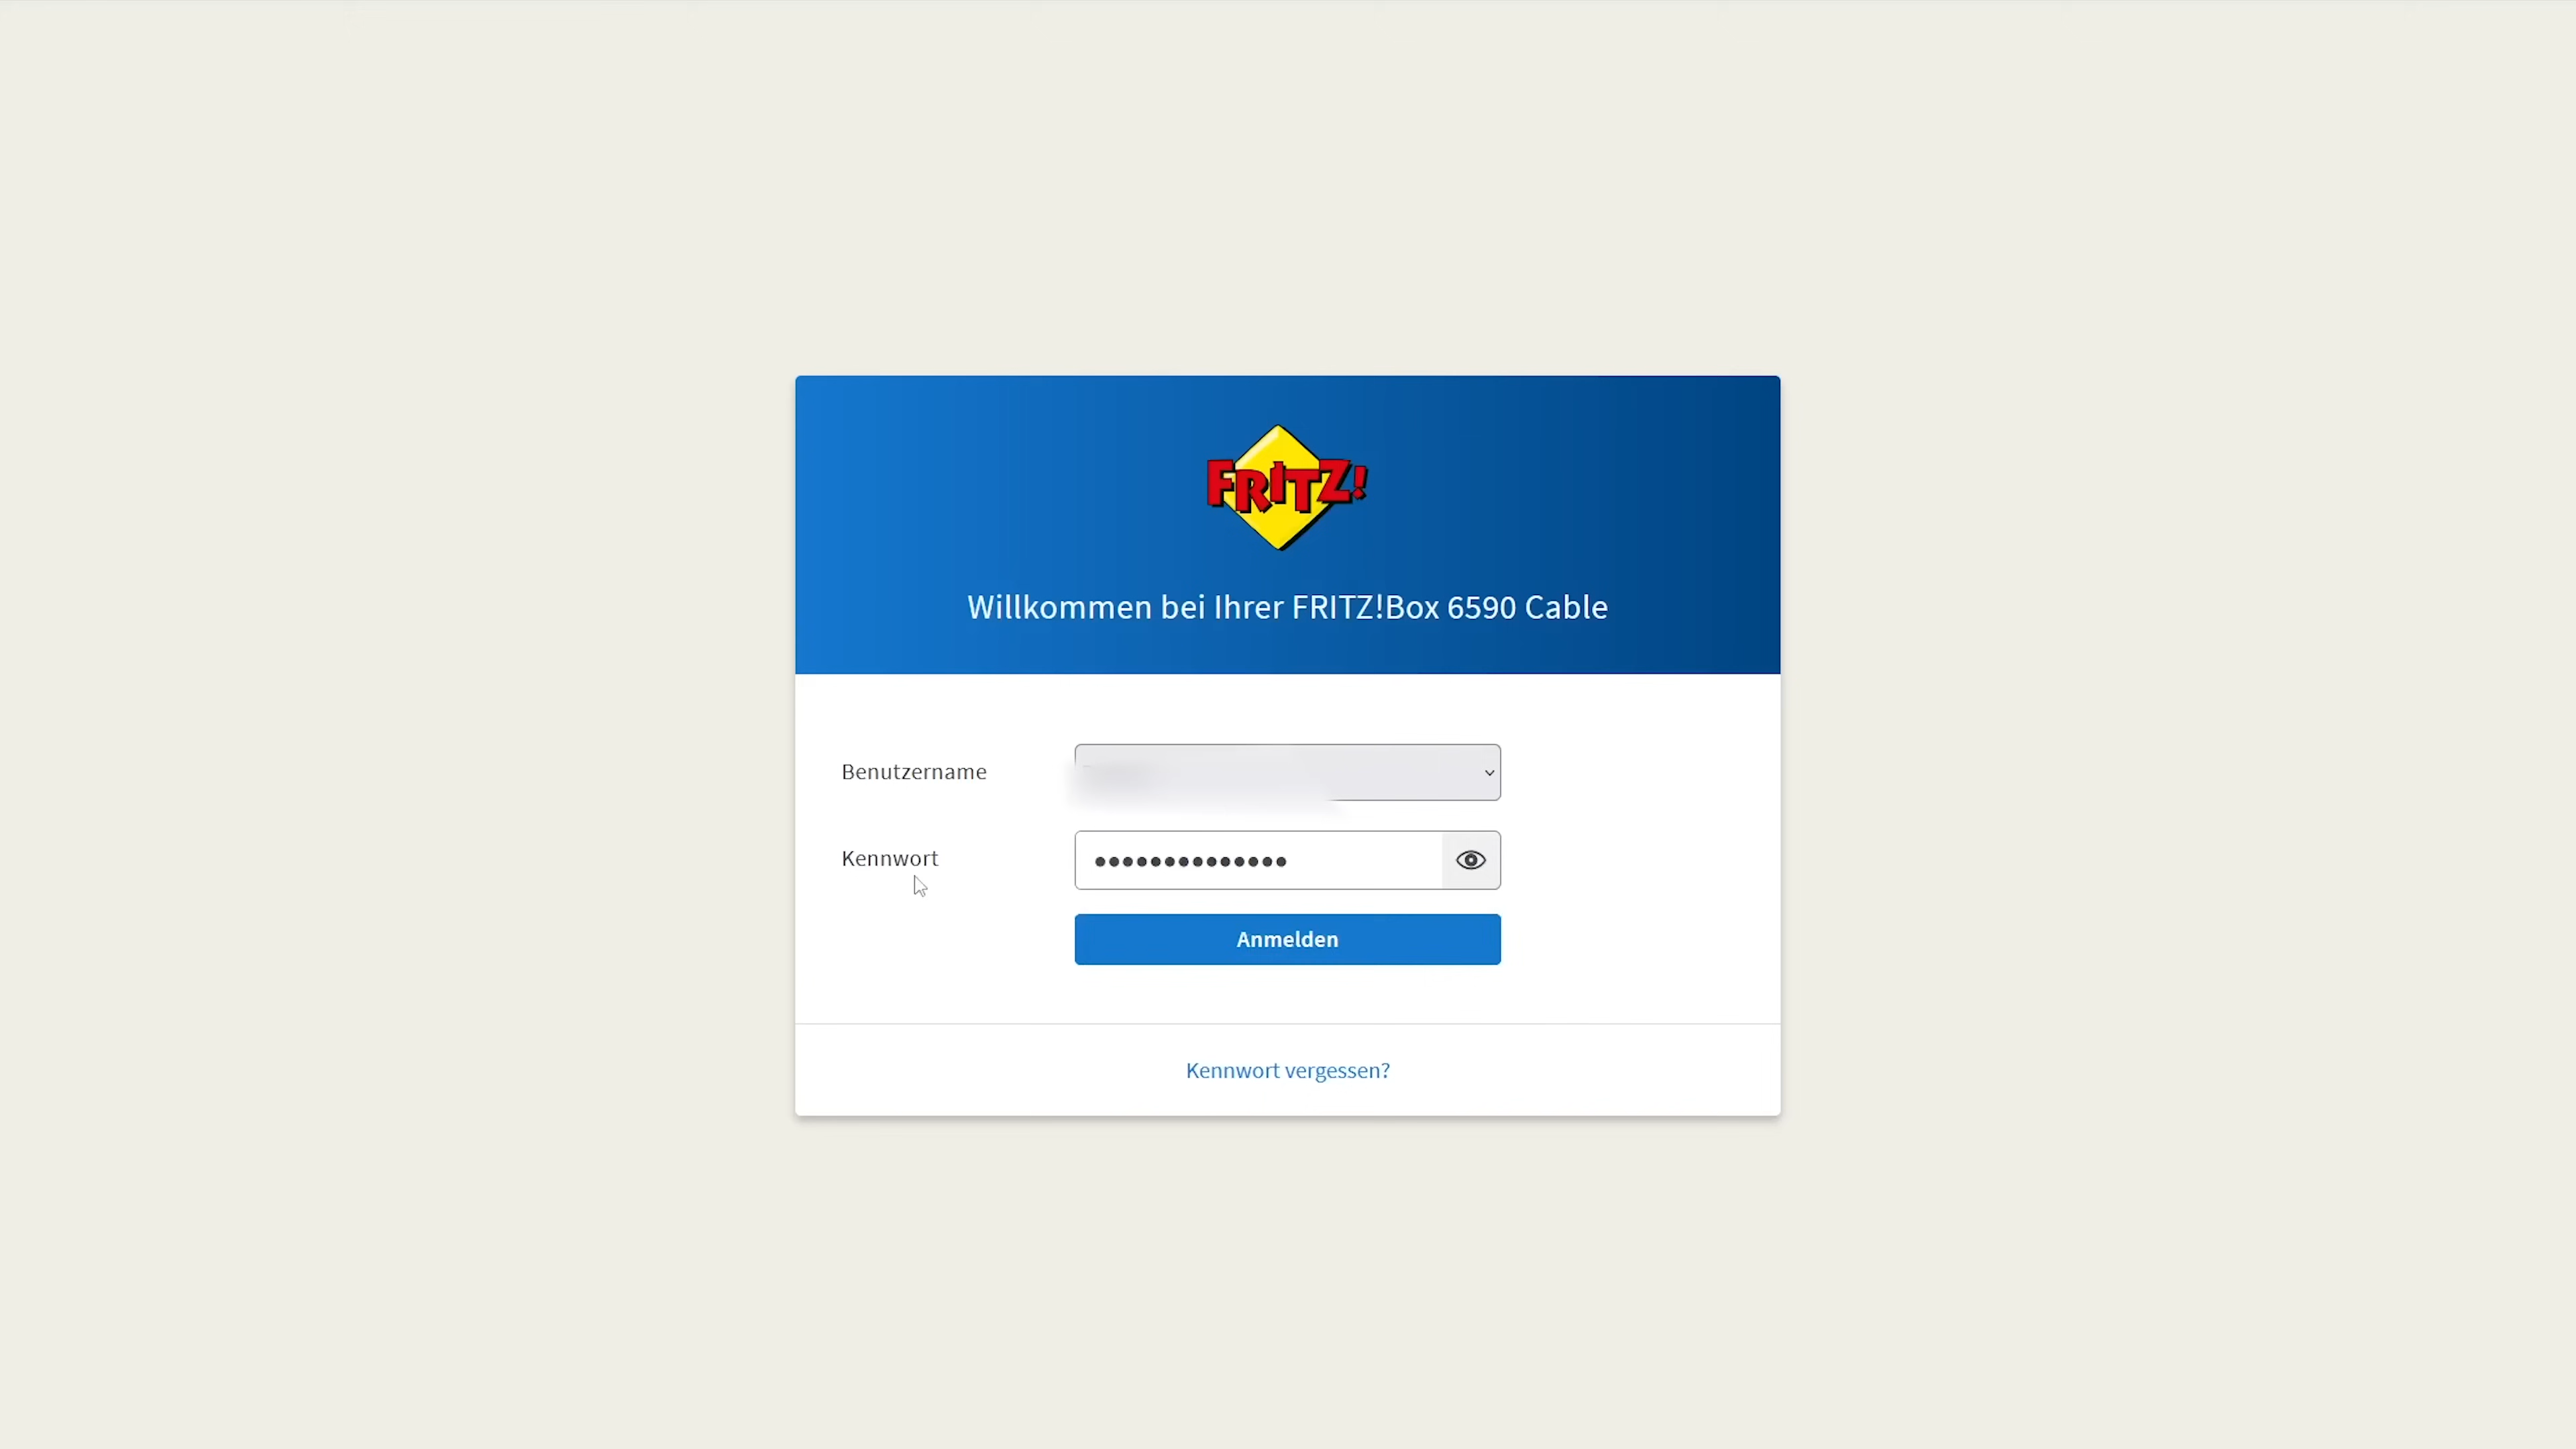 FRITZ!
Willkommen bei Ihrer FRITZ!Box 6590 Cable
Benutzername
Kennwort
Anmelden
Kennwort vergessen?